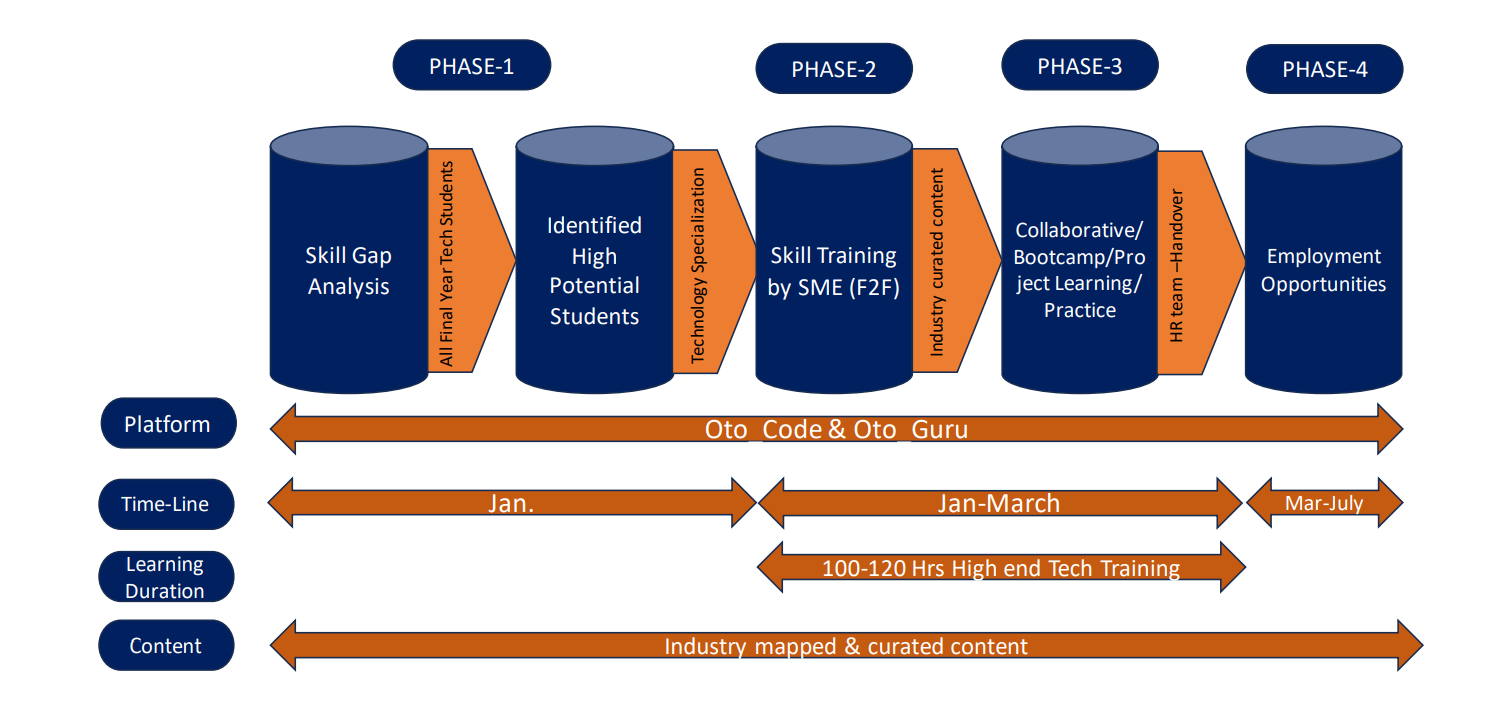 PHASE-1
PHASE-2
PHASE-3
PHASE-4
Skill Gap
Analysis
All Final Year Tech Students
Identified
High
Potential
Students
Technology Specialization
Skill Training
by SME (F2F)
Industry curated content
Collaborative/
Bootcamp/Pro
ject Learning/
Practice
HR team –Handover
Employment
Opportunities
Platform
Oto_Code & Oto_Guru
Time-Line
Jan.
Jan-March
Mar-July
Learning
Duration
100-120 Hrs High end Tech Training
Content
Industry mapped & curated content